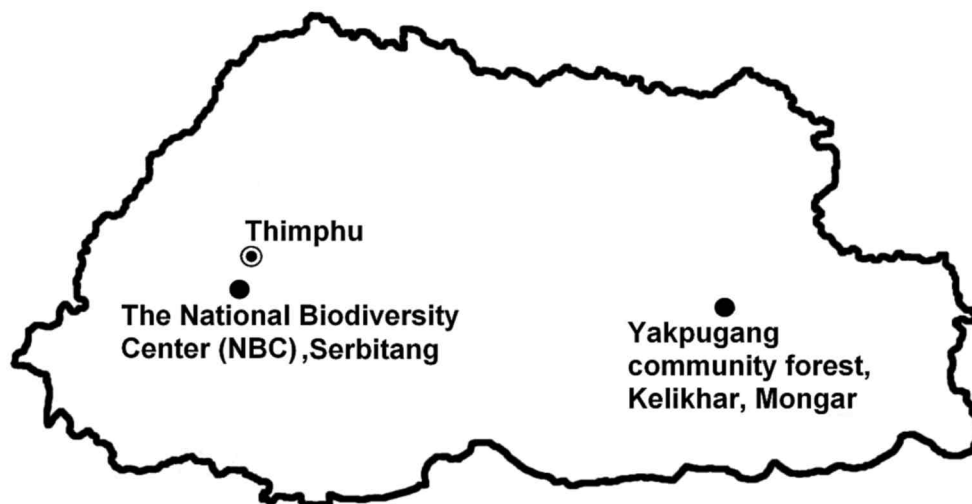 Thimphu
The National Biodiversity
Center (NBC) ,Serbitang
Yakpugang
community forest,
Kelikhar, Mongar